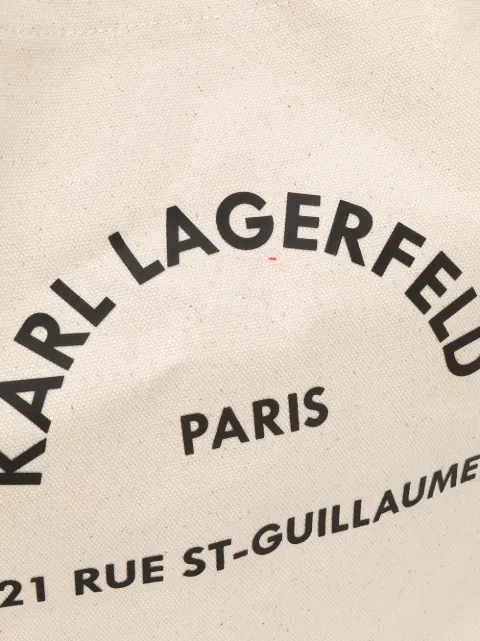 KARL LAGERFELD
PARIS
21 RUE ST-GUILLAUME